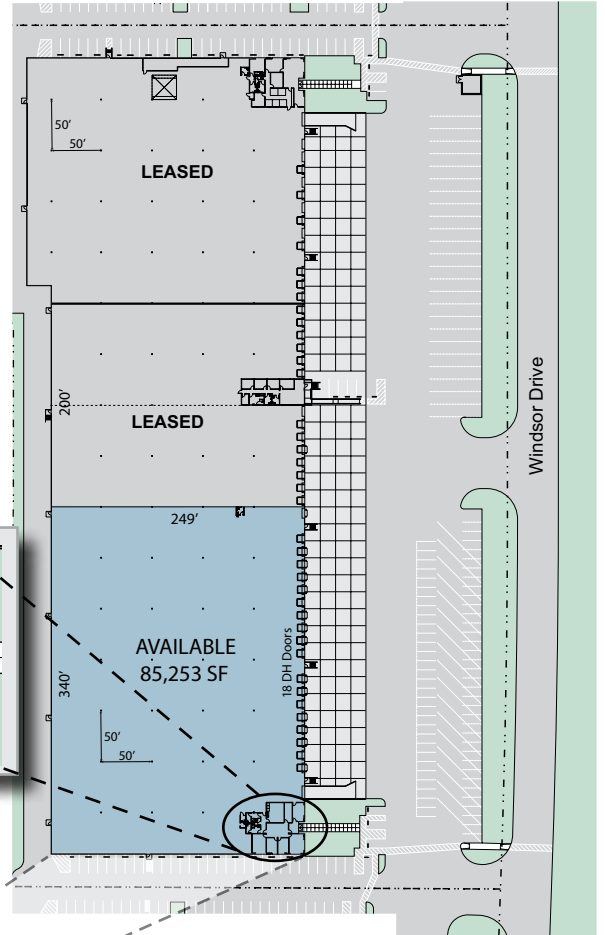 50’
50’
LEASED
200’
LEASED
Windsor Drive
249’
AVAILABLE
85,253 SF
18 DH Doors
340’
50’
50’